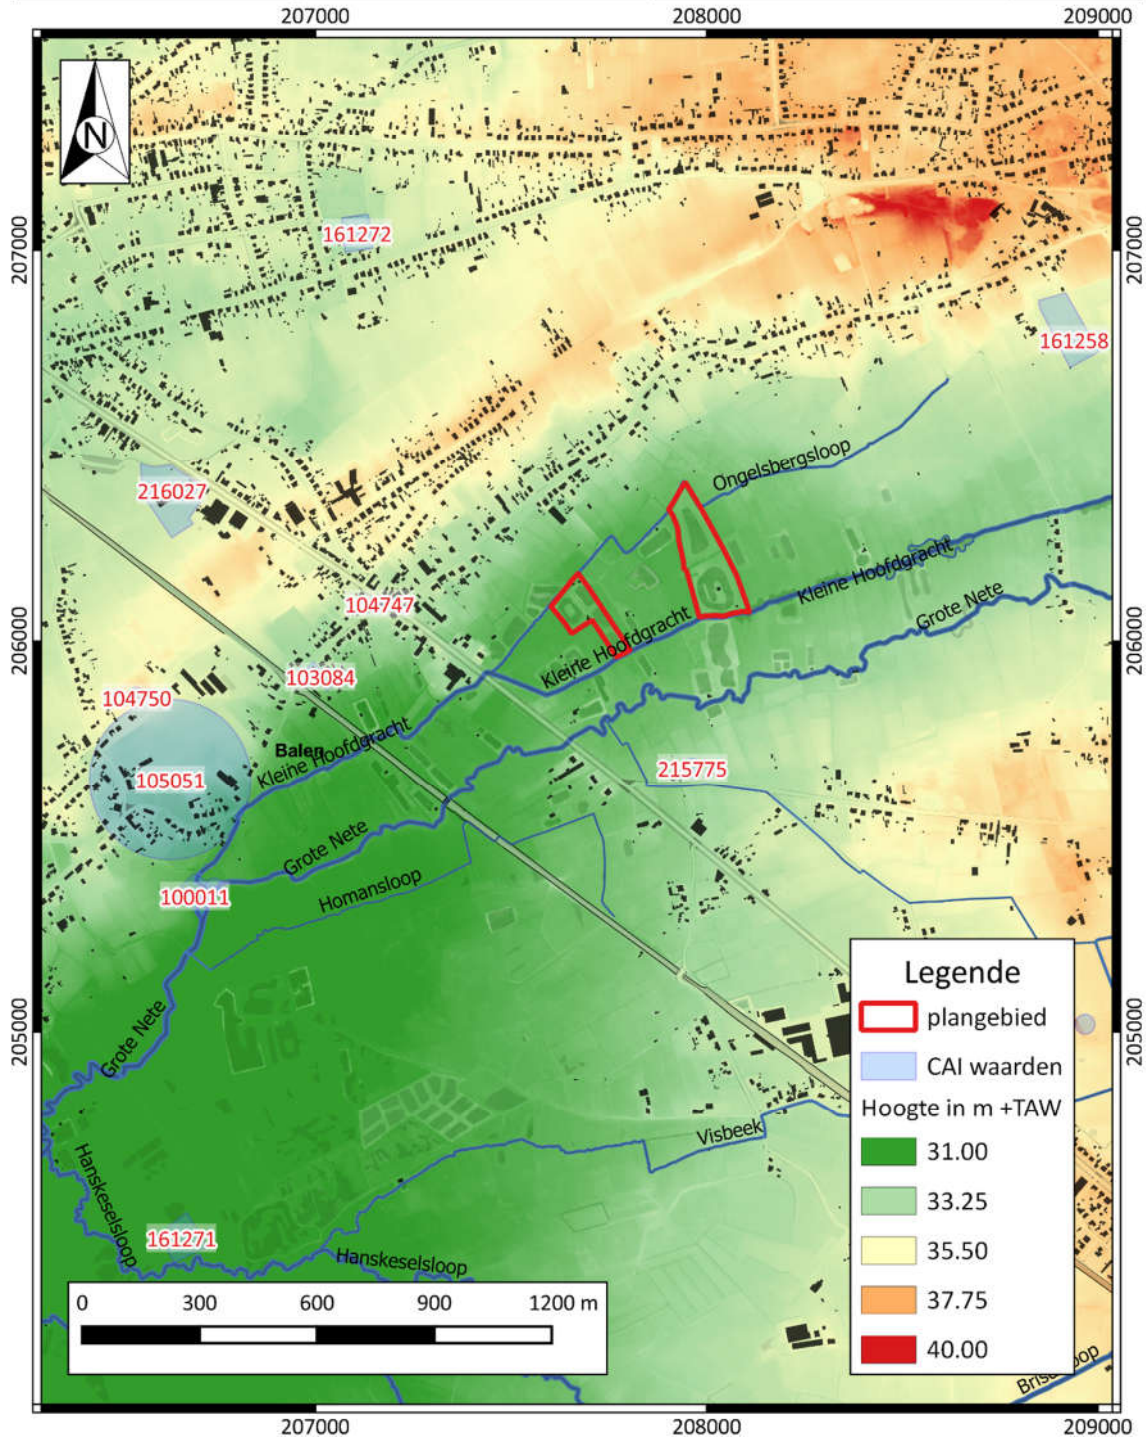 207000 208000 209000
N
161272
207000 207000
161258
Ongelsbergsloop
216027
Kleine Hoofdgracht
104747
Grote Nete
206000 206000
Kleine Hoofdgracht
103084
104750
Balen
Kleine Hoofdgracht
215775
105051
Grote Nete
100011
Homansloop
Legende
plangebied
CAI waarden
Hoogte in m +TAW
31.00
33.25
35.50
37.75
40.00
205000 205000
Grote Nete
Visbeek
Hanskeselsloop
161271
Hanskeselsloop
0 300 600 900 1200 m
207000 208000 209000